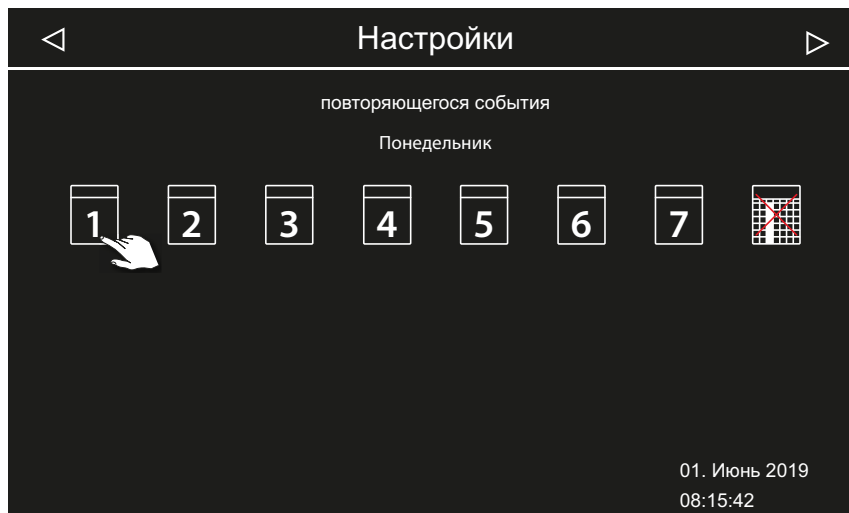 Настройки
повторяющегося события
Понедельник
1 2 3 4 5 6 7
01. Июнь 2019
08:15:42